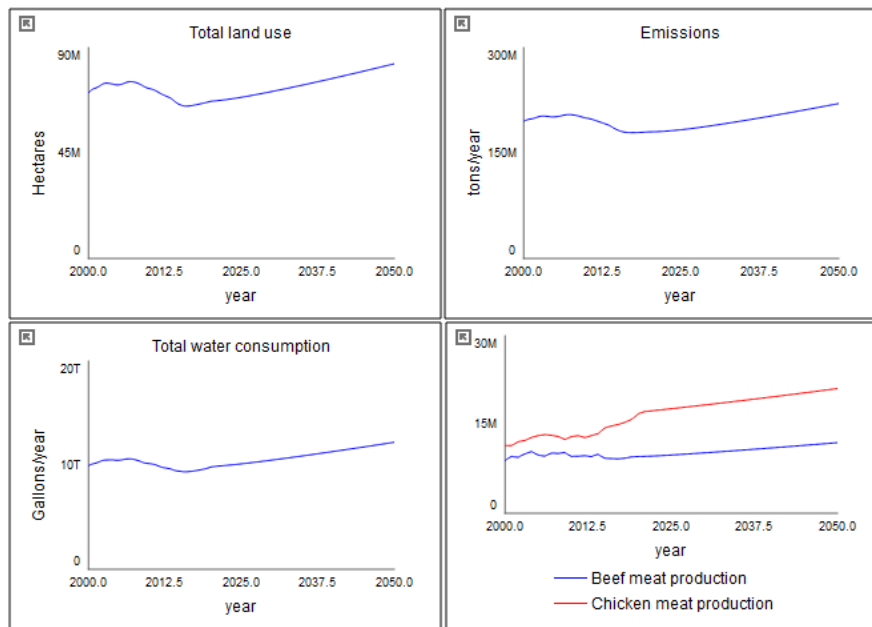 Total land use
90M
45M
0
Hectares
2000.0 2012.5 2025.0 2037.5 2050.0
year
Emissions
300M
150M
0
tons/year
2000.0 2012.5 2025.0 2037.5 2050.0
year
Total water consumption
20T
10T
0
Gallons/year
2000.0 2012.5 2025.0 2037.5 2050.0
year
30M
15M
0
2000.0 2012.5 2025.0 2037.5 2050.0
year
Beef meat production
Chicken meat production